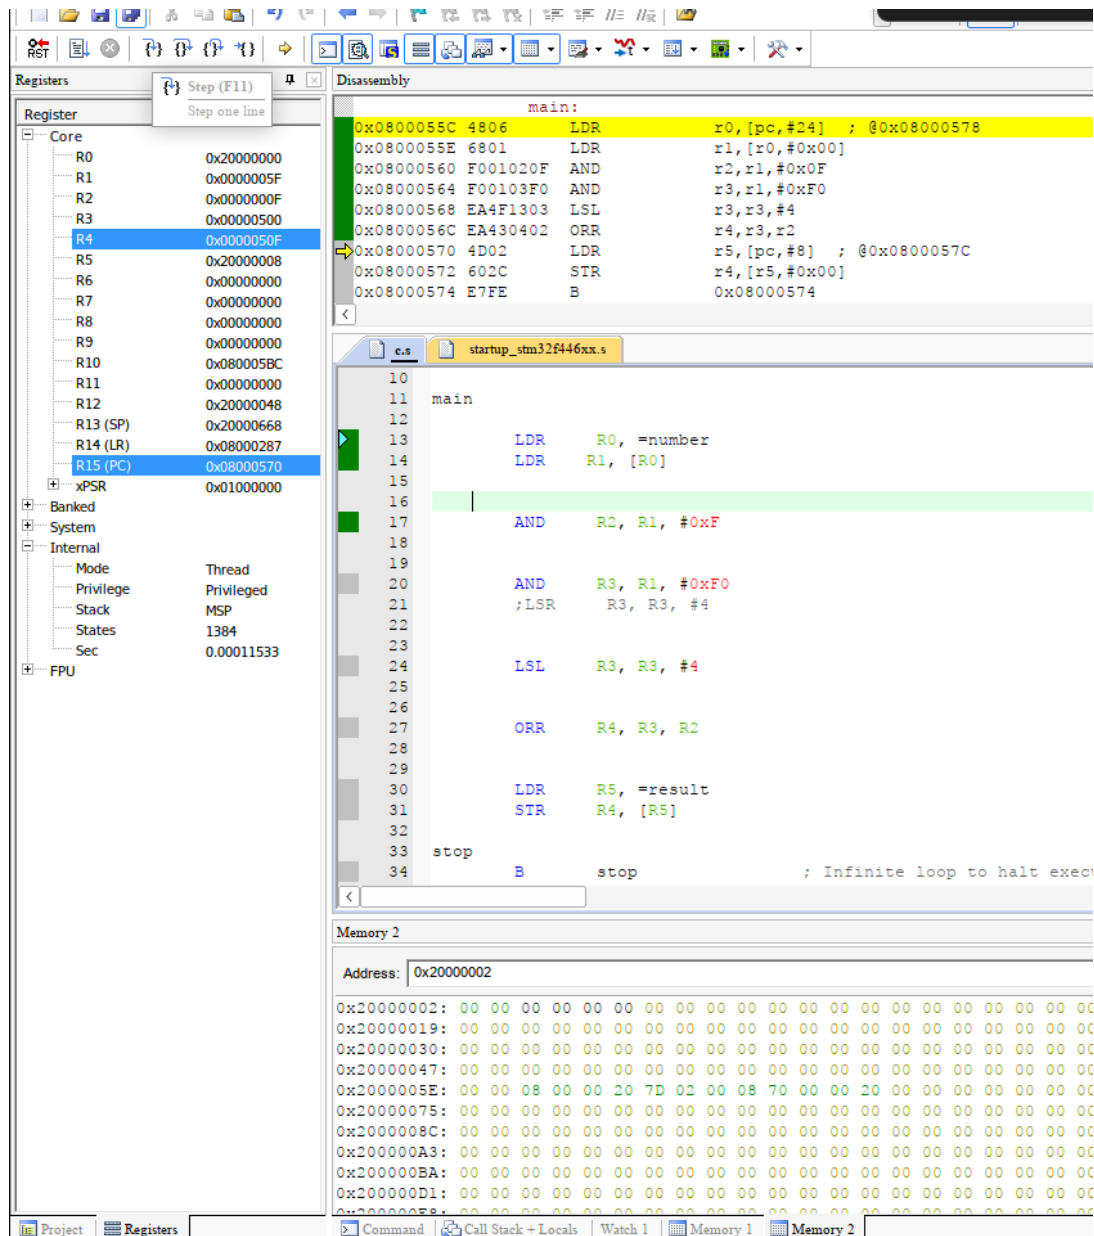 RST
Registers
Step (F11)
Step one line
Register
Core
R0 0x20000000
R1 0x0000005F
R2 0x0000000F
R3 0x00000500
R4 0x0000050F
R5 0x20000008
R6 0x00000000
R7 0x00000000
R8 0x00000000
R9 0x00000000
R10 0x080005BC
R11 0x00000000
R12 0x20000048
R13 (SP) 0x20000668
R14 (LR) 0x08000287
R15 (PC) 0x08000570
xPSR 0x01000000
Banked
System
Internal
Mode Thread
Privilege Privileged
Stack MSP
States 1384
Sec 0.00011533
FPU
Project Registers
Disassembly
main:
0x0800055C 4806 LDR r0,[pc,#24] ; @0x08000578
0x0800055E 6801 LDR r1,[r0,#0x00]
0x08000560 F001020F AND r2,r1,#0x0F
0x08000564 F00103F0 AND r3,r1,#0xF0
0x08000568 EA4F1303 LSL r3,r3,#4
0x0800056C EA430402 ORR r4,r3,r2
0x08000570 4D02 LDR r5,[pc,#8] ; @0x0800057C
0x08000572 602C STR r4,[r5,#0x00]
0x08000574 E7FE B 0x08000574
c.s startup_stm32f446xx.s
10
11 main
12
13 LDR R0, =number
14 LDR R1, [R0]
15
16
17 AND R2, R1, #0xF
18
19
20 AND R3, R1, #0xF0
21 ;LSR R3, R3, #4
22
23
24 LSL R3, R3, #4
25
26
27 ORR R4, R3, R2
28
29
30 LDR R5, =result
31 STR R4, [R5]
32
33 stop
34 B stop ; Infinite loop to halt exec
Memory 2
Address: 0x20000002
0x20000002: 00 00 00 00 00 00 00 00 00 00 00 00 00 00 00 00 00 00 00 00 00
0x20000019: 00 00 00 00 00 00 00 00 00 00 00 00 00 00 00 00 00 00 00 00 00
0x20000030: 00 00 00 00 00 00 00 00 00 00 00 00 00 00 00 00 00 00 00 00 00
0x20000047: 00 00 00 00 00 00 00 00 00 00 00 00 00 00 00 00 00 00 00 00 00
0x2000005E: 00 00 08 00 00 20 7D 02 00 08 70 00 00 20 00 00 00 00 00 00 00
0x20000075: 00 00 00 00 00 00 00 00 00 00 00 00 00 00 00 00 00 00 00 00 00
0x2000008C: 00 00 00 00 00 00 00 00 00 00 00 00 00 00 00 00 00 00 00 00 00
0x200000A3: 00 00 00 00 00 00 00 00 00 00 00 00 00 00 00 00 00 00 00 00 00
0x200000BA: 00 00 00 00 00 00 00 00 00 00 00 00 00 00 00 00 00 00 00 00 00
0x200000D1: 00 00 00 00 00 00 00 00 00 00 00 00 00 00 00 00 00 00 00 00 00
Command Call Stack + Locals Watch 1 Memory 1 Memory 2